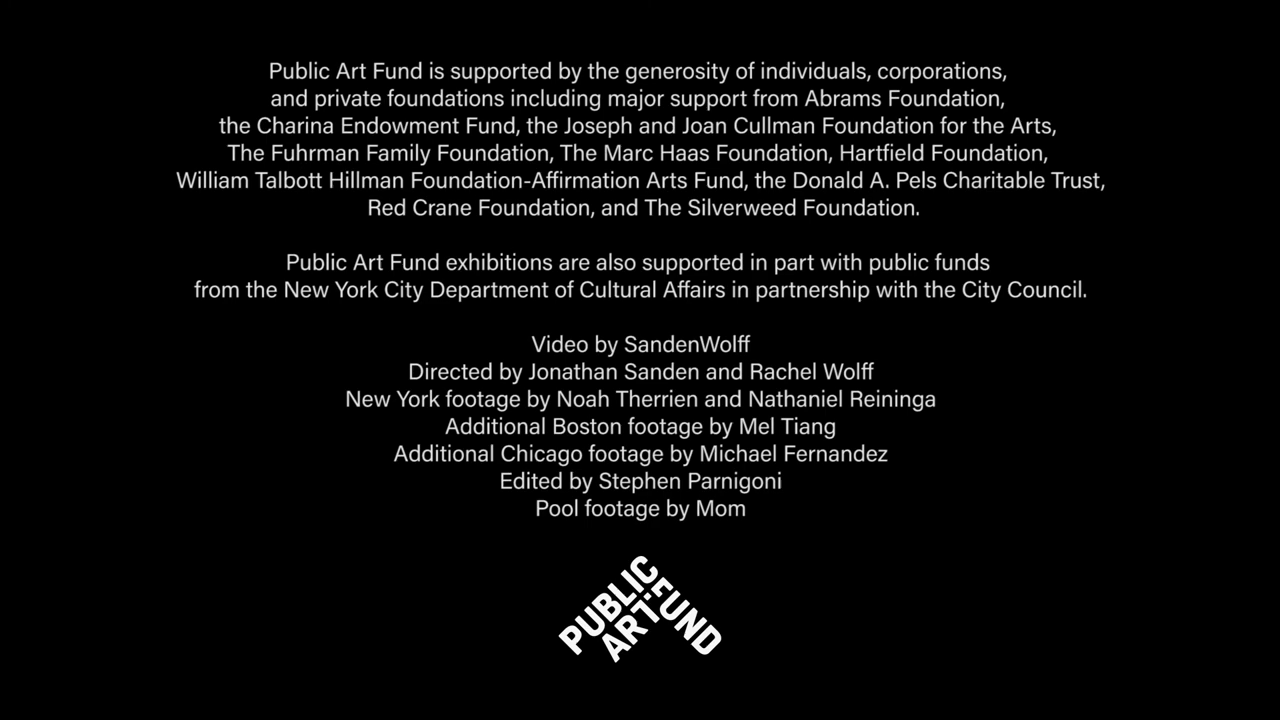 Public Art Fund is supported by the generosity of individuals, corporations,
and private foundations including major support from Abrams Foundation,
the Charina Endowment Fund, the Joseph and Joan Cullman Foundation for the Arts,
The Fuhrman Family Foundation, The Marc Haas Foundation, Hartfield Foundation,
William Talbott Hillman Foundation-Affirmation Arts Fund, the Donald A. Pels Charitable Trust,
Red Crane Foundation, and The Silverweed Foundation.
Public Art Fund exhibitions are also supported in part with public funds
from the New York City Department of Cultural Affairs in partnership with the City Council.
Video by SandenWolff
Directed by Jonathan Sanden and Rachel Wolff
New York footage by Noah Therrien and Nathaniel Reininga
Additional Boston footage by Mel Tiang
Additional Chicago footage by Michael Fernandez
Edited by Stephen Parnigoni
Pool footage by Mom
PUBLIC
ART
FUND